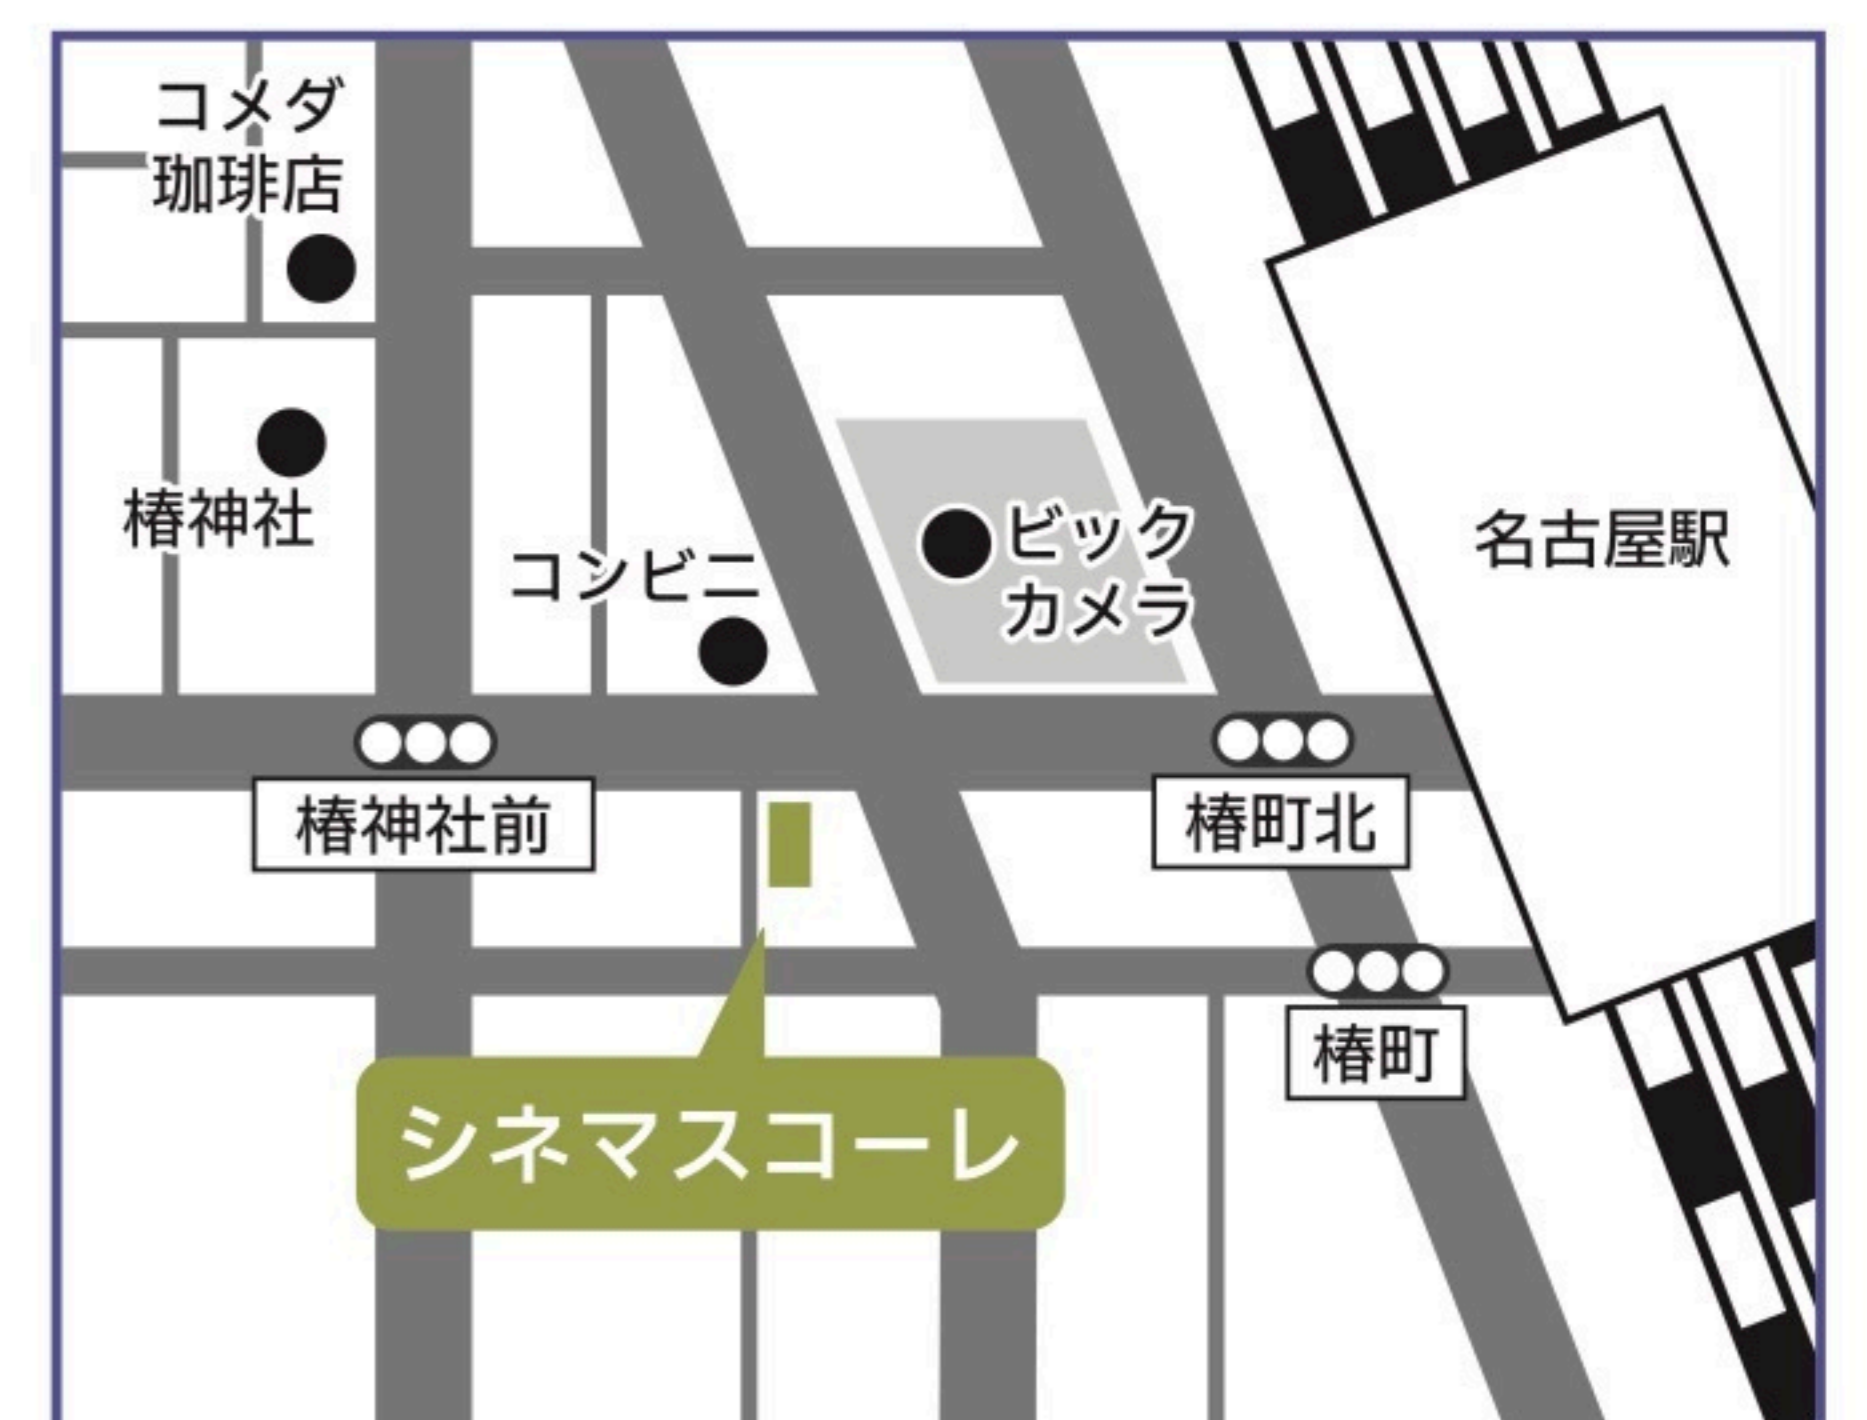 コメダ
珈琲店
椿神社
コンビニ
ビック
カメラ
名古屋駅
椿神社前
椿町北
椿町
シネマスコーレ